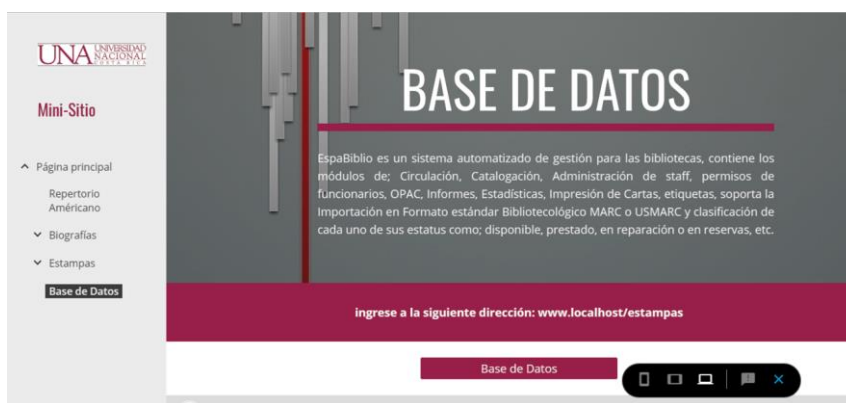 UNA UNIVERSIDAD
NACIONAL
COSTA RICA
Mini-Sitio
Página principal
Repertorio
Américano
Biografías
Estampas
Base de Datos
BASE DE DATOS
EspaBiblio es un sistema automatizado de gestión para las bibliotecas, contiene los
módulos de; Circulación, Catalogación, Administración de staff, permisos de
funcionarios, OPAC, Informes, Estadísticas, Impresión de Cartas, etiquetas, soporta la
Importación en Formato estándar Bibliotecológico MARC o USMARC y clasificación de
cada uno de sus estatus como; disponible, prestado, en reparación o en reservas, etc.
ingrese a la siguiente dirección: www.localhost/estampas
Base de Datos